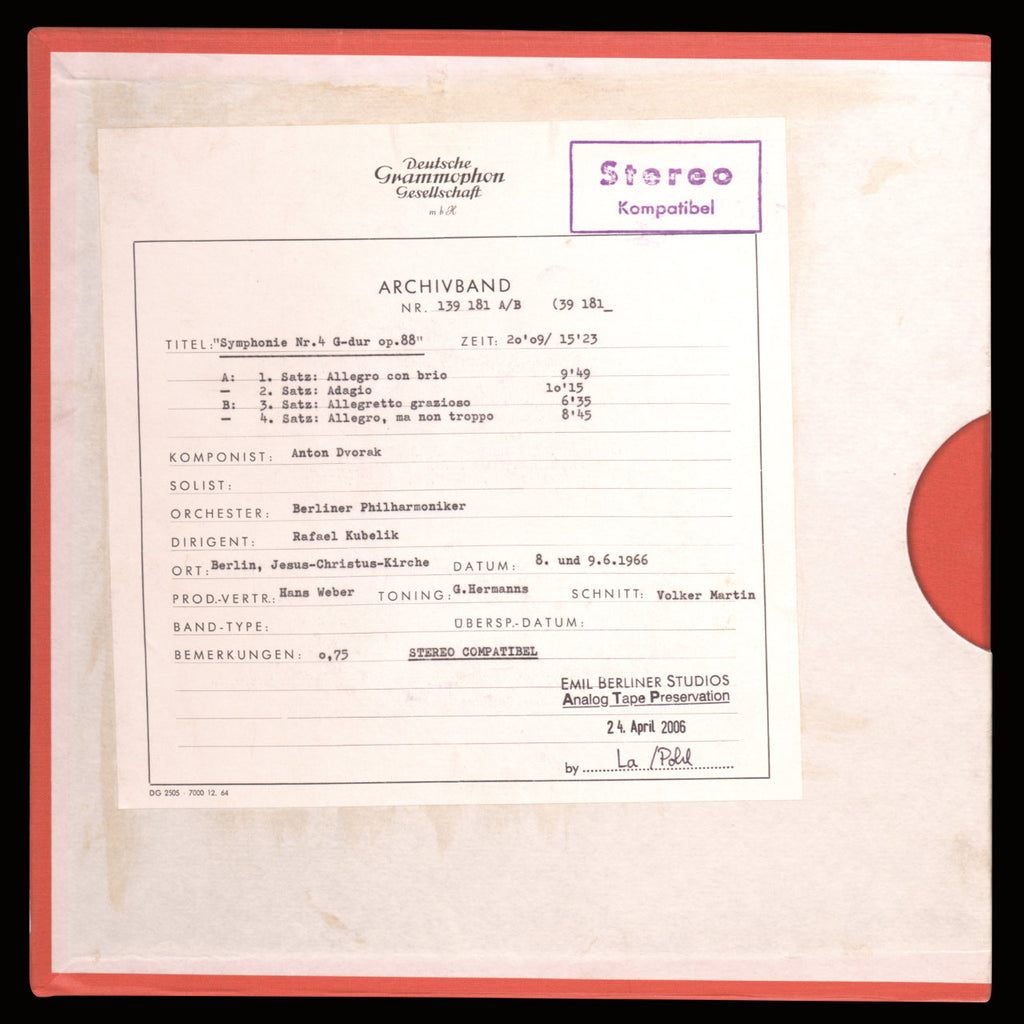 Deutsche
Grammophon
Gesellschaft
mbH
Stereo
Kompatibel
ARCHIVBAND
NR. 139 181 A/B (39 181_
TITEL: "Symphonie Nr.4 G-dur op.88" ZEIT: 2o'o9/ 15'23
A: 1. Satz: Allegro con brio 9'49
— 2. Satz: Adagio 1o'15
B: 3. Satz: Allegretto grazioso 6'35
— 4. Satz: Allegro, ma non troppo 8'45
KOMPONIST: Anton Dvorak
SOLIST:
ORCHESTER: Berliner Philharmoniker
DIRIGENT: Rafael Kubelik
ORT: Berlin, Jesus-Christus-Kirche DATUM: 8. und 9.6.1966
PROD.-VERTR.: Hans Weber TONING: G.Hermanns SCHNITT: Volker Martin
BAND-TYPE: ÜBERSP.-DATUM:
BEMERKUNGEN: o,75 STEREO COMPATIBEL
EMIL BERLINER STUDIOS
Analog Tape Preservation
24. April 2006
by La /
DG 2505 · 7000 12. 64